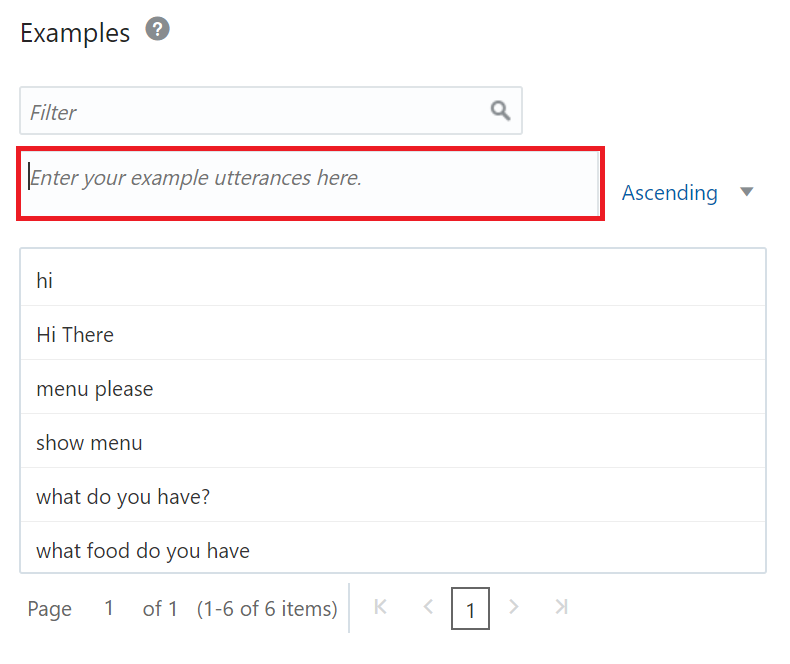 Examples ?
Filter
Enter your example utterances here.
Ascending
hi
Hi There
menu please
show menu
what do you have?
what food do you have
Page 1 of 1 (1-6 of 6 items) 1